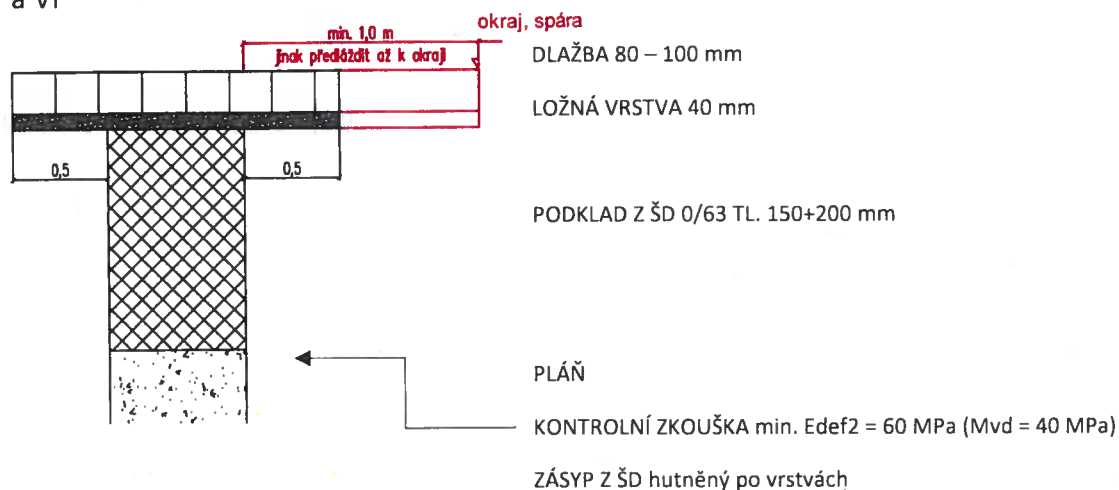 a VI
okraj, spára
min. 1,0 m
jinak předláždit až k okraji
DLAŽBA 80 – 100 mm
LOŽNÁ VRSTVA 40 mm
0,5
0,5
PODKLAD Z ŠD 0/63 TL. 150+200 mm
PLÁŇ
KONTROLNÍ ZKOUŠKA min. Edef2 = 60 MPa (Mvd = 40 MPa)
ZÁSYP Z ŠD hutněný po vrstvách